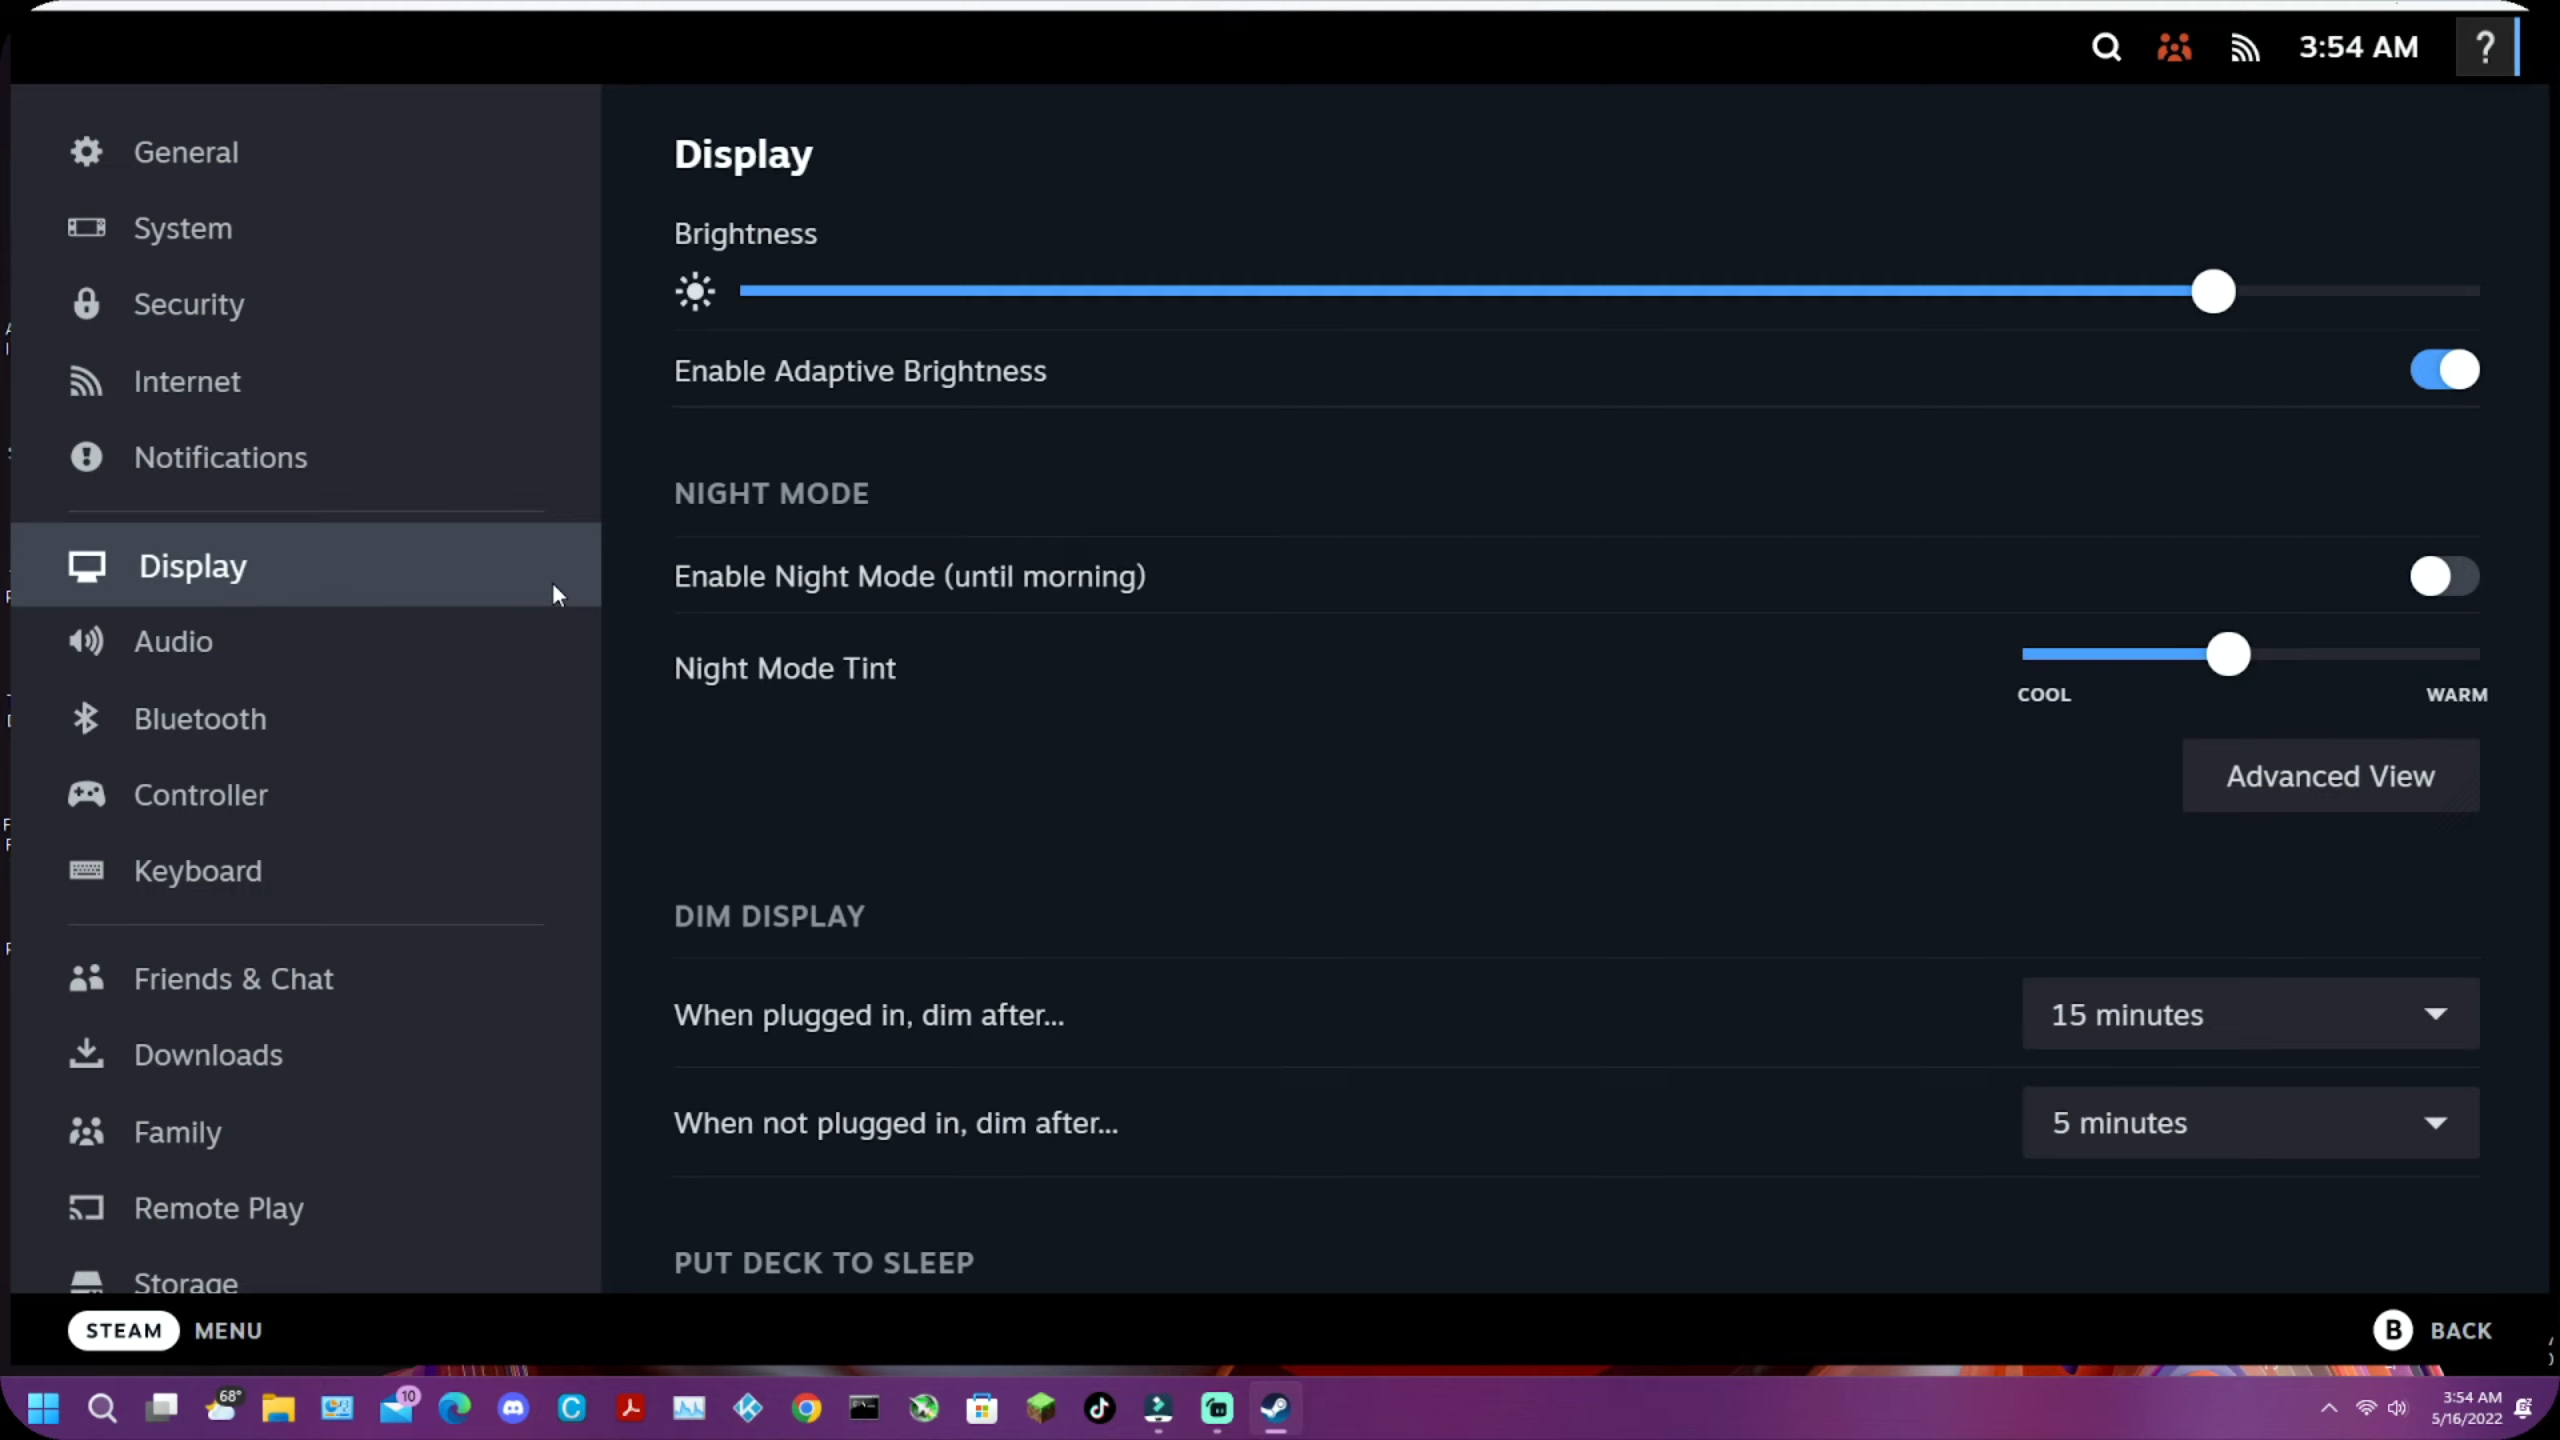 3:54 AM
?
General
System
Security
Internet
Notifications
Display
Audio
Bluetooth
Controller
Keyboard
Friends & Chat
Downloads
Family
Remote Play
Storage
Display
Brightness
Enable Adaptive Brightness
NIGHT MODE
Enable Night Mode (until morning)
Night Mode Tint
COOL
WARM
Advanced View
DIM DISPLAY
When plugged in, dim after...
15 minutes
When not plugged in, dim after...
5 minutes
PUT DECK TO SLEEP
STEAM MENU
B BACK
68°
10
3:54 AM
5/16/2022